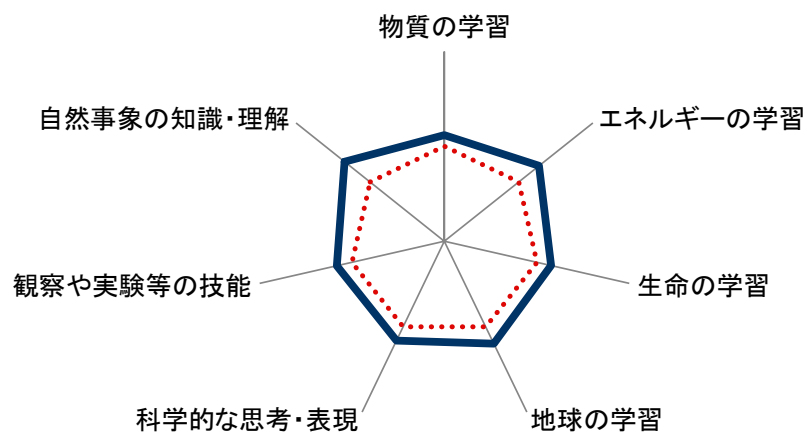 物質の学習
自然事象の知識･理解
エネルギーの学習
観察や実験等の技能
生命の学習
科学的な思考･表現
地球の学習